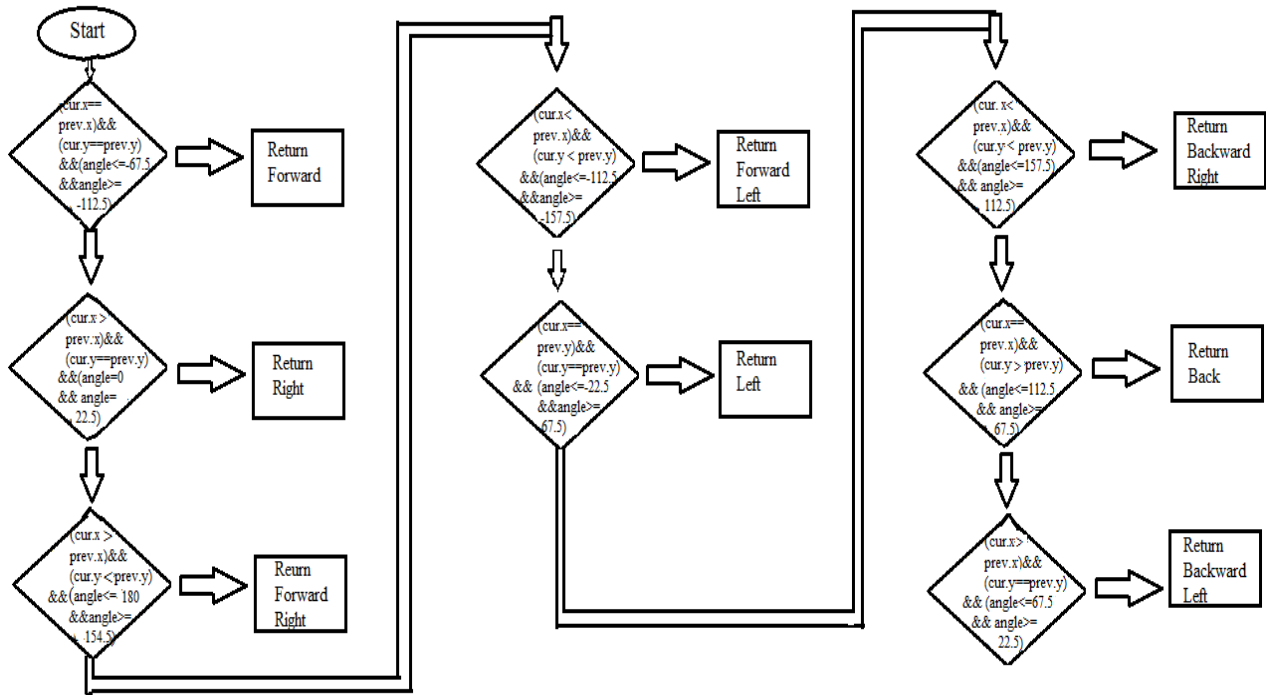 Start
(cur.x==
prev.x)&&
(cur.y==prev.y)
&&(angle<=-67.5
&&angle>=
-112.5)
Return
Forward
(cur.x >
prev.x)&&
(cur.y==prev.y)
&&(angle=0
&& angle=
22.5)
Return
Right
(cur.x >
prev.x)&&
(cur.y < prev.y)
&&(angle<= 180
&&angle>=
154.5)
Reurn
Forward
Right
(cur.x<
prev.x)&&
(cur.y < prev.y)
&&(angle<=-112.5
&&angle>=
-157.5)
Return
Forward
Left
(cur.x==
prev.y)&&
(cur.y==prev.y)
&& (angle<=-22.5
&&angle>=
67.5)
Return
Left
(cur. x<
prev.x)&&
(cur.y < prev.y)
&&(angle<=157.5
&& angle>=
112.5)
Return
Backward
Right
(cur.x==
prev.x)&&
(cur.y > prev.y)
&& (angle<=112.5
&& angle>=
67.5)
Return
Back
(cur.x>
prev.x)&&
(cur.y==prev.y)
&& (angle<=67.5
&& angle>=
22.5)
Return
Backward
Left